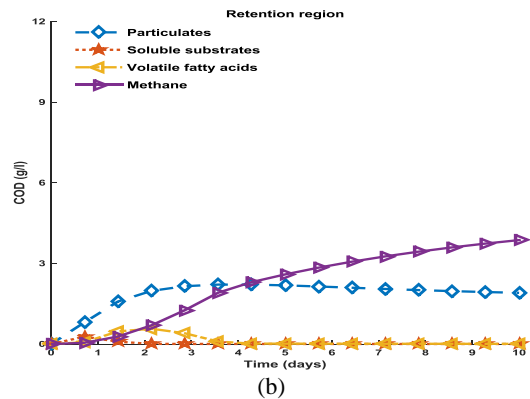 Retention region
Particulates
Soluble substrates
Volatile fatty acids
Methane
12
9
6
3
0
COD (g/l)
0 1 2 3 4 5 6 7 8 9 10
Time (days)
(b)